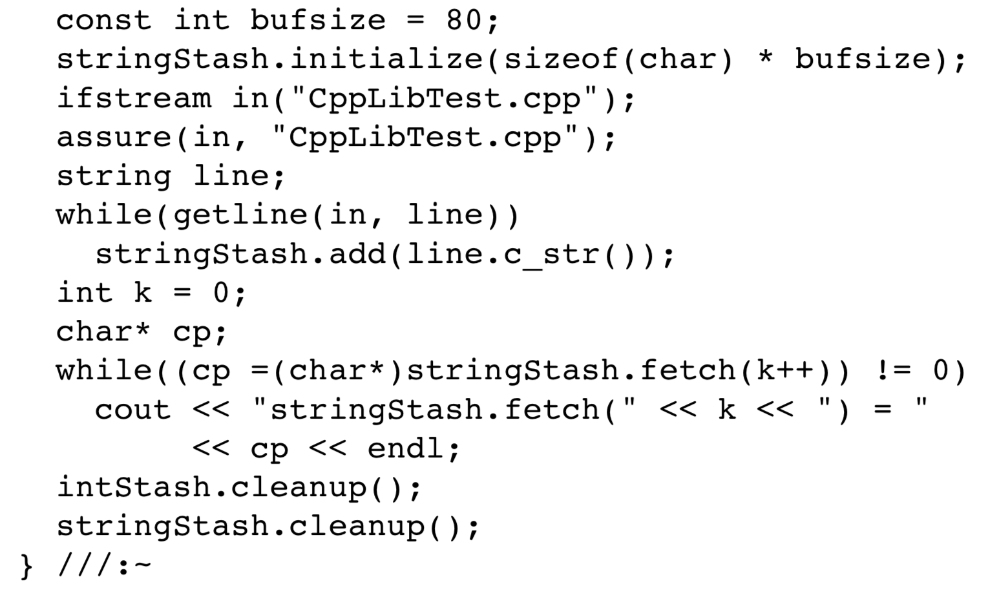 const int bufsize = 80;
stringStash.initialize(sizeof(char) * bufsize);
ifstream in("CppLibTest.cpp");
assure(in, "CppLibTest.cpp");
string line;
while(getline(in, line))
stringStash.add(line.c_str());
int k = 0;
char* cp;
while((cp =(char*)stringStash.fetch(k++)) != 0)
cout << "stringStash.fetch(" << k << ") = "
<< cp << endl;
intStash.cleanup();
stringStash.cleanup();
} ///:~